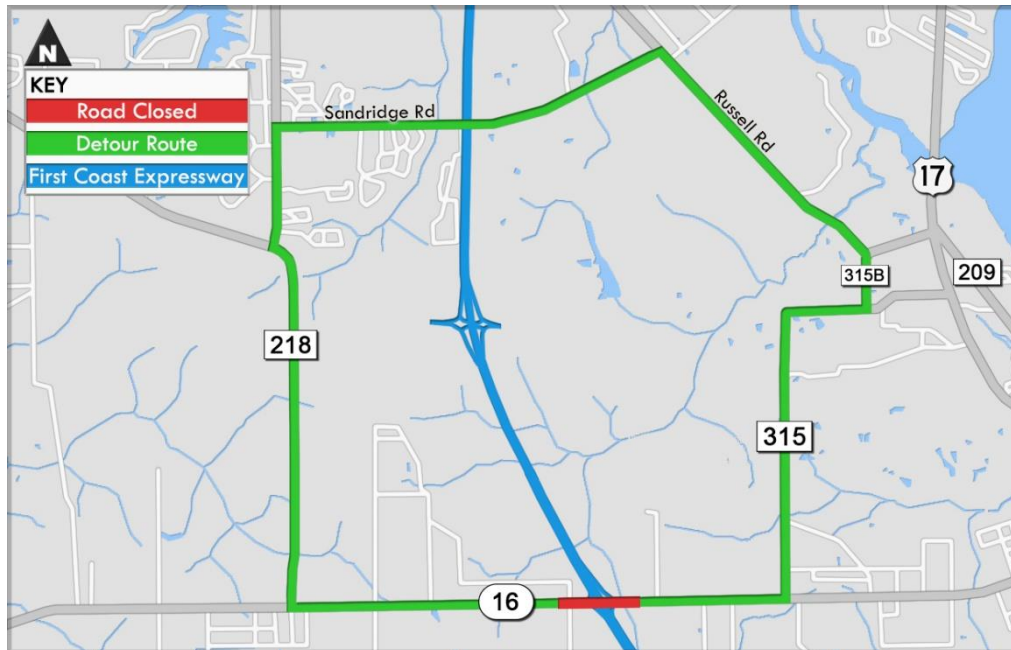 N
KEY
Road Closed
Detour Route
First Coast Expressway
Sandridge Rd
Russell Rd
17
315B
209
218
315
16